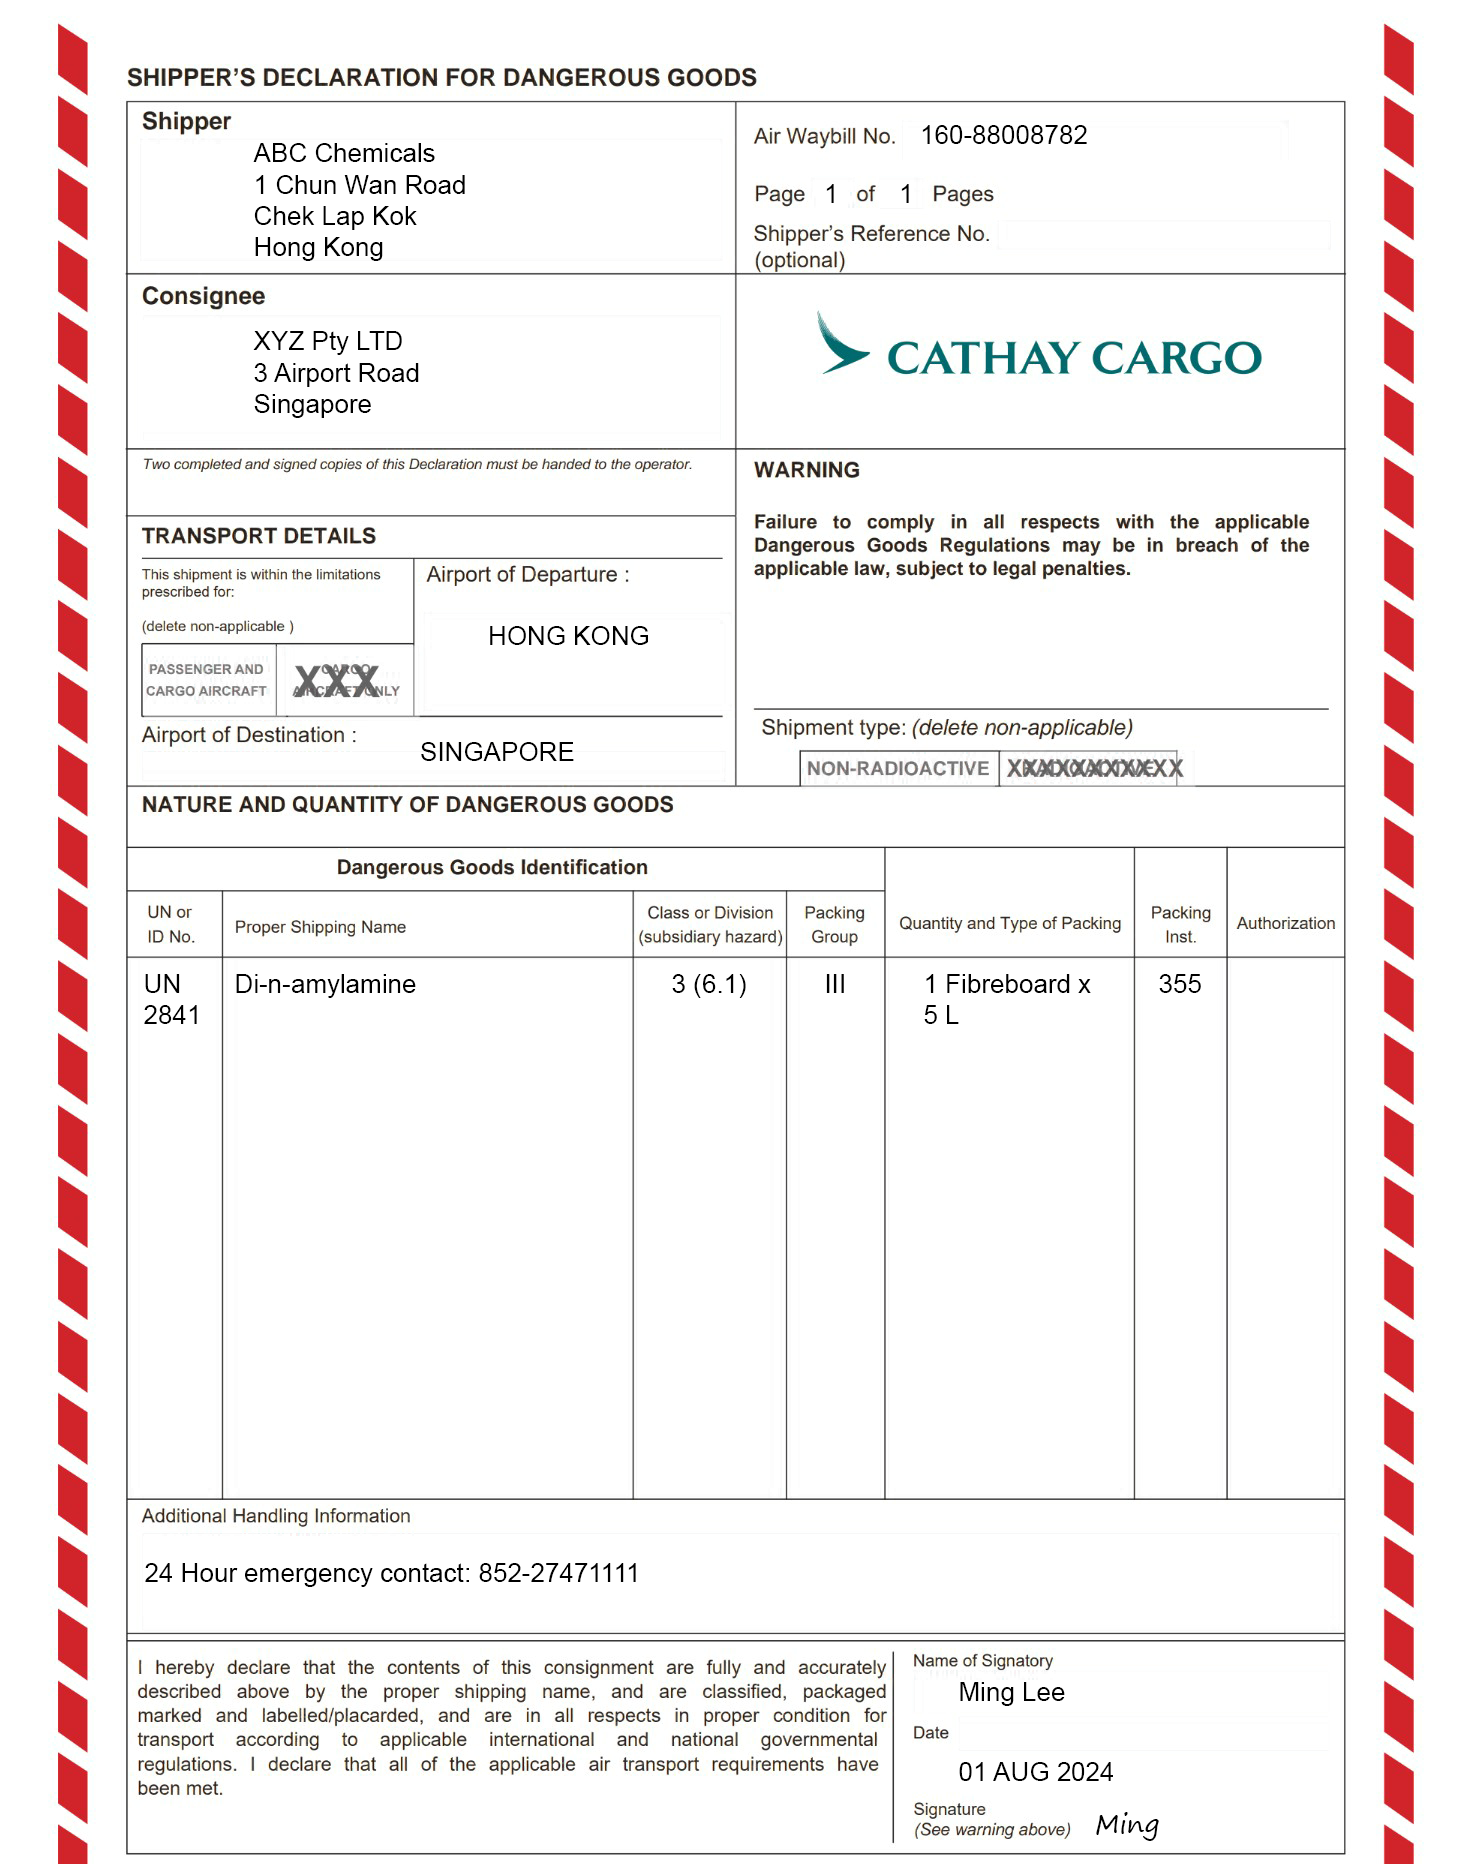 SHIPPER'S DECLARATION FOR DANGEROUS GOODS
Shipper
ABC Chemicals
1 Chun Wan Road
Chek Lap Kok
Hong Kong
Air Waybill No. 160-88008782
Page 1 of 1 Pages
Shipper's Reference No.
(optional)
Consignee
XYZ Pty LTD
3 Airport Road
Singapore
CATHAY CARGO
Two completed and signed copies of this Declaration must be handed to the operator.
WARNING
Failure to comply in all respects with the applicable
Dangerous Goods Regulations may be in breach of the
applicable law, subject to legal penalties.
TRANSPORT DETAILS
This shipment is within the limitations
prescribed for:
(delete non-applicable )
PASSENGER AND
CARGO AIRCRAFT
CARGO
AIRCRAFT ONLY
XXX
Airport of Departure :
HONG KONG
Airport of Destination :
SINGAPORE
Shipment type: (delete non-applicable)
NON-RADIOACTIVE
XXXXXXXXXXX
NATURE AND QUANTITY OF DANGEROUS GOODS
Dangerous Goods Identification
UN or
ID No.
Proper Shipping Name
Class or Division
(subsidiary hazard)
Packing
Group
Quantity and Type of Packing
Packing
Inst.
Authorization
UN
2841
Di-n-amylamine
3 (6.1)
III
1 Fibreboard x
5 L
355
Additional Handling Information
24 Hour emergency contact: 852-27471111
I hereby declare that the contents of this consignment are fully and accurately
described above by the proper shipping name, and are classified, packaged
marked and labelled/placarded, and are in all respects in proper condition for
transport according to applicable international and national governmental
regulations. I declare that all of the applicable air transport requirements have
been met.
Name of Signatory
Ming Lee
Date
01 AUG 2024
Signature
(See warning above) Ming